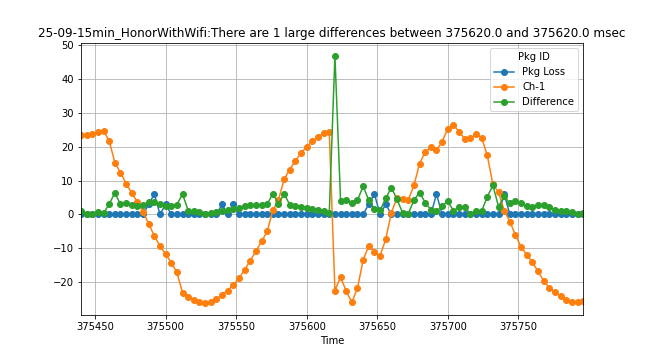 25-09-15min_HonorWithWifi:There are 1 large differences between 375620.0 and 375620.0 msec
Pkg ID
Pkg Loss
Ch-1
Difference
50
40
30
20
10
0
−20
375450 375500 375550 375600 375650 375700 375750
Time